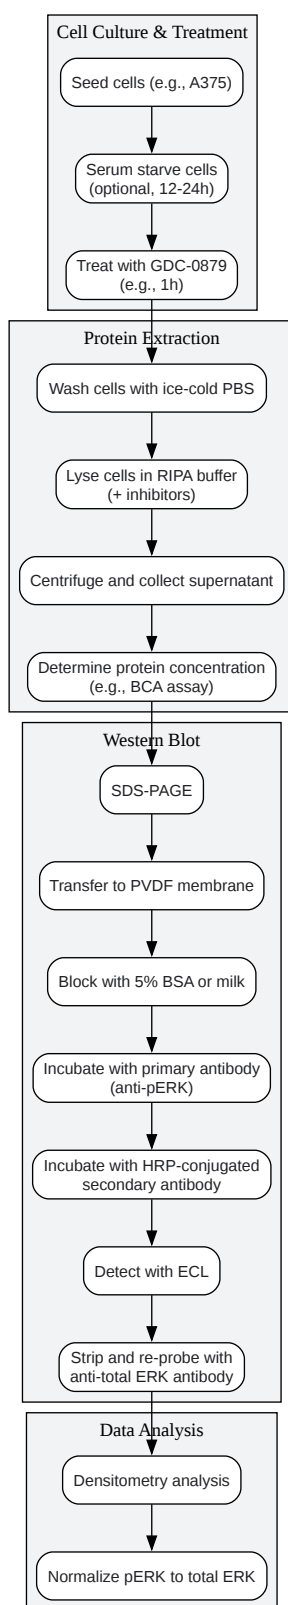 Cell Culture & Treatment
Seed cells (e.g., A375)
Serum starve cells
(optional, 12-24h)
Treat with GDC-0879
(e.g., 1h)
Protein Extraction
Wash cells with ice-cold PBS
Lyse cells in RIPA buffer
(+ inhibitors)
Centrifuge and collect supernatant
Determine protein concentration
(e.g., BCA assay)
Western Blot
SDS-PAGE
Transfer to PVDF membrane
Block with 5% BSA or milk
Incubate with primary antibody
(anti-pERK)
Incubate with HRP-conjugated
secondary antibody
Detect with ECL
Strip and re-probe with
anti-total ERK antibody
Data Analysis
Densitometry analysis
Normalize pERK to total ERK